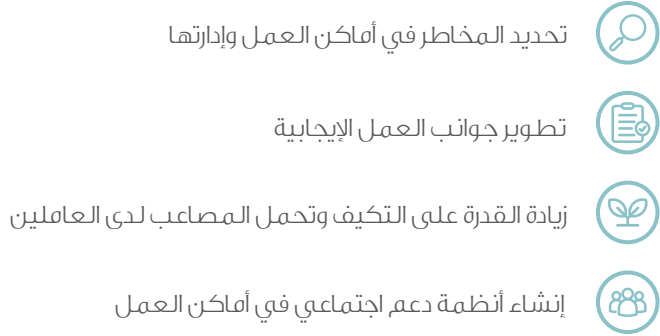 تحديد المخاطر في أماكن العمل وإدارتها
تطوير جوانب العمل الإيجابية
زيادة القدرة على التكيف وتحمل المصاعب لدى العاملين
إنشاء أنظمة دعم اجتماعي في أماكن العمل